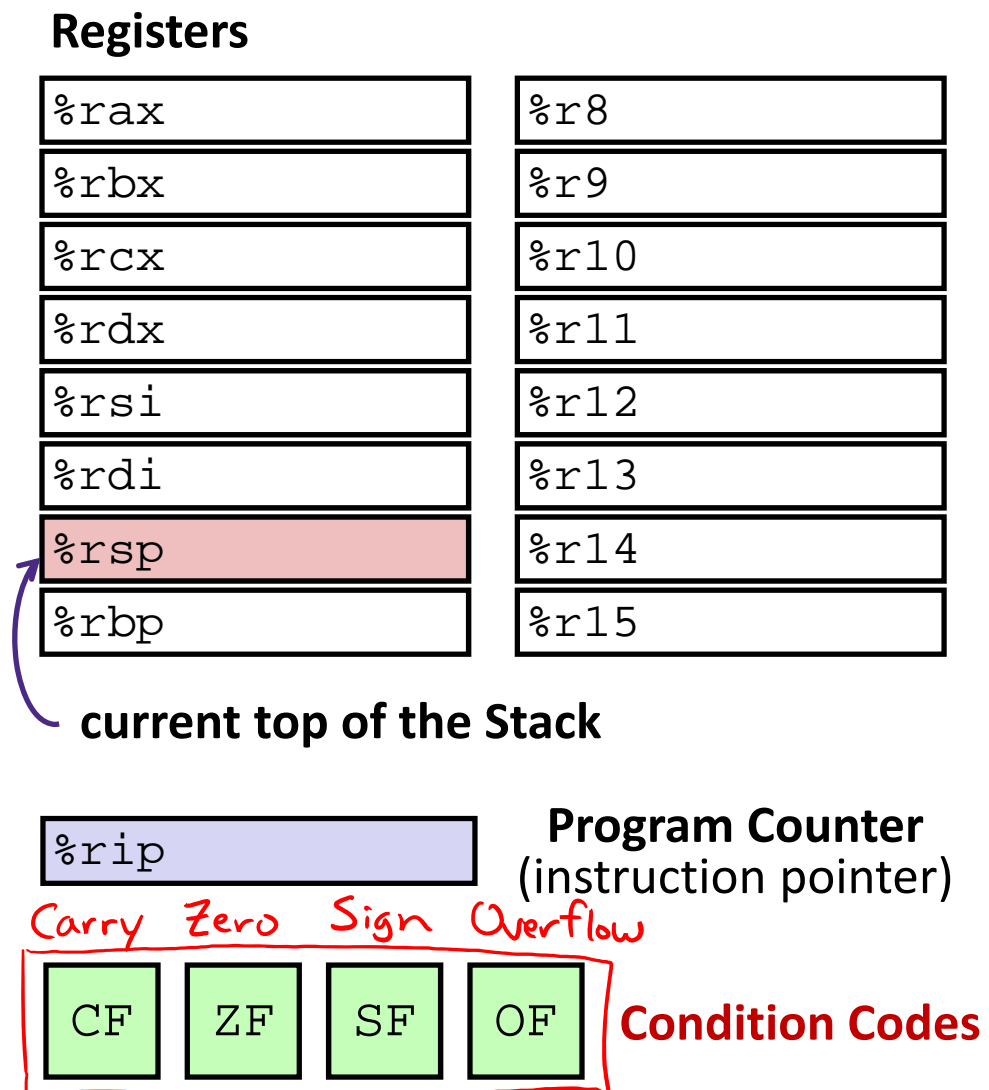 Registers
%rax
%r8
%rbx
%r9
%rcx
%r10
%rdx
%r11
%rsi
%r12
%rdi
%r13
%rsp
%r14
%rbp
%r15
current top of the Stack
%rip
Program Counter
(instruction pointer)
Carry Zero Sign Overflow
CF ZF SF OF Condition Codes